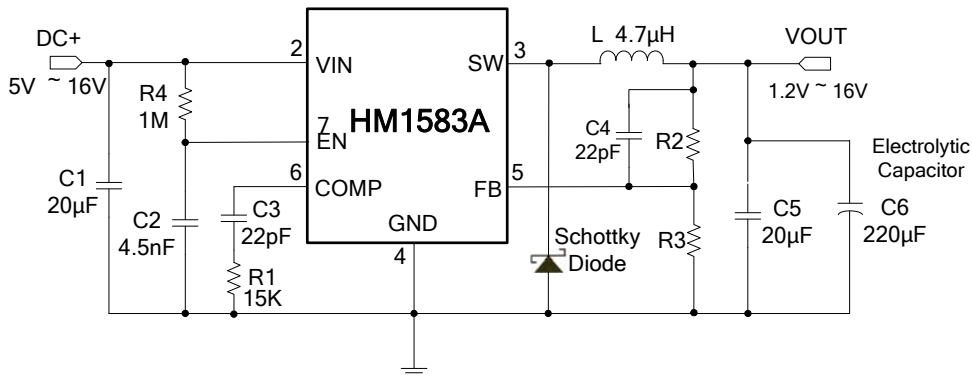 DC+
5V ~ 16V
R4
1M
C1
20µF
C2
4.5nF
C3
22pF
R1
15K
2
VIN
7
EN
6
COMP
HM1583A
GND
4
SW
3
FB
5
L 4.7µH
C4
22pF
R2
R3
Schottky
Diode
VOUT
1.2V ~ 16V
Electrolytic
Capacitor
C5
20µF
C6
220µF